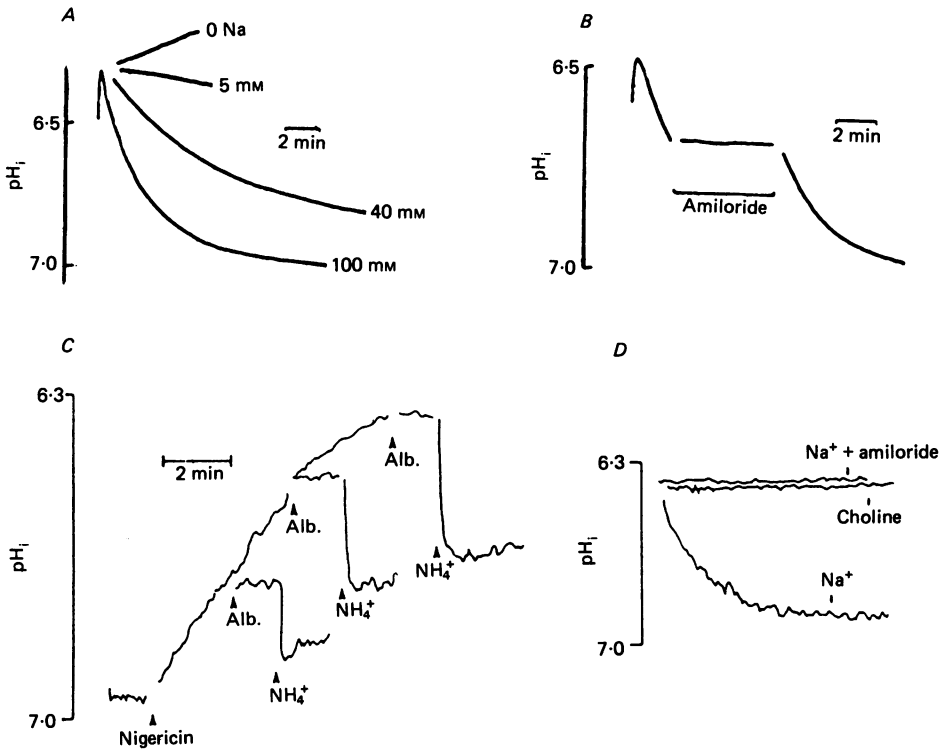 A
0 Na
5 mM
6·5
2 min
pHi
40 mM
7·0
100 mM
B
6·5
2 min
pHi
Amiloride
7·0
C
6·3
2 min
Alb.
Alb.
pHi
NH4+
Alb.
NH4+
NH4+
7·0
Nigericin
D
Na+ + amiloride
6·3
Choline
pHi
Na+
7·0